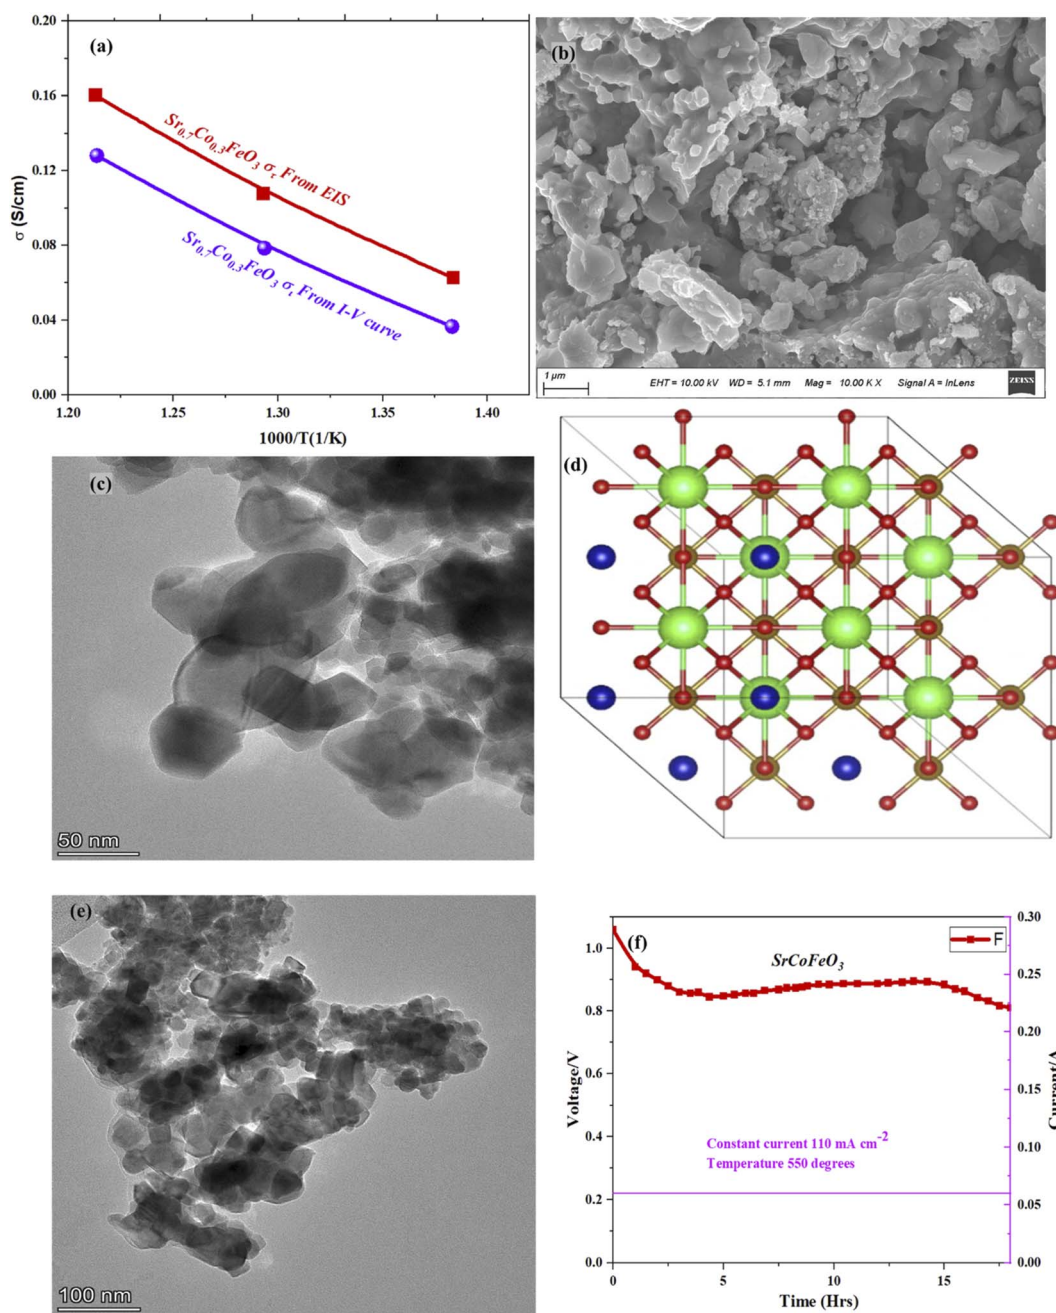 (a)
0.20
0.16
0.12
0.08
0.04
0.00
σ (S/cm)
Sr0.7Co0.3FeO3 στ From EIS
Sr0.7Co0.3FeO3 στ From I-V curve
1.20 1.25 1.30 1.35 1.40
1000/T(1/K)
(b)
1 µm
EHT = 10.00 kV WD = 5.1 mm Mag = 10.00 K X Signal A = InLens
ZEISS
(c)
50 nm
(d)
(e)
100 nm
(f)
F
SrCoFeO3
1.0
0.8
0.6
0.4
0.2
0.0
Voltage/V
0.30
0.25
0.20
0.15
0.10
0.05
0.00
Current/A
Constant current 110 mA cm-2
Temperature 550 degrees
0 5 10 15
Time (Hrs)